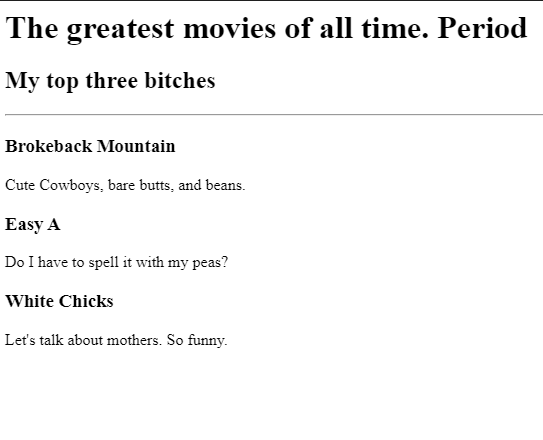 The greatest movies of all time. Period
My top three bitches
Brokeback Mountain
Cute Cowboys, bare butts, and beans.
Easy A
Do I have to spell it with my peas?
White Chicks
Let's talk about mothers. So funny.